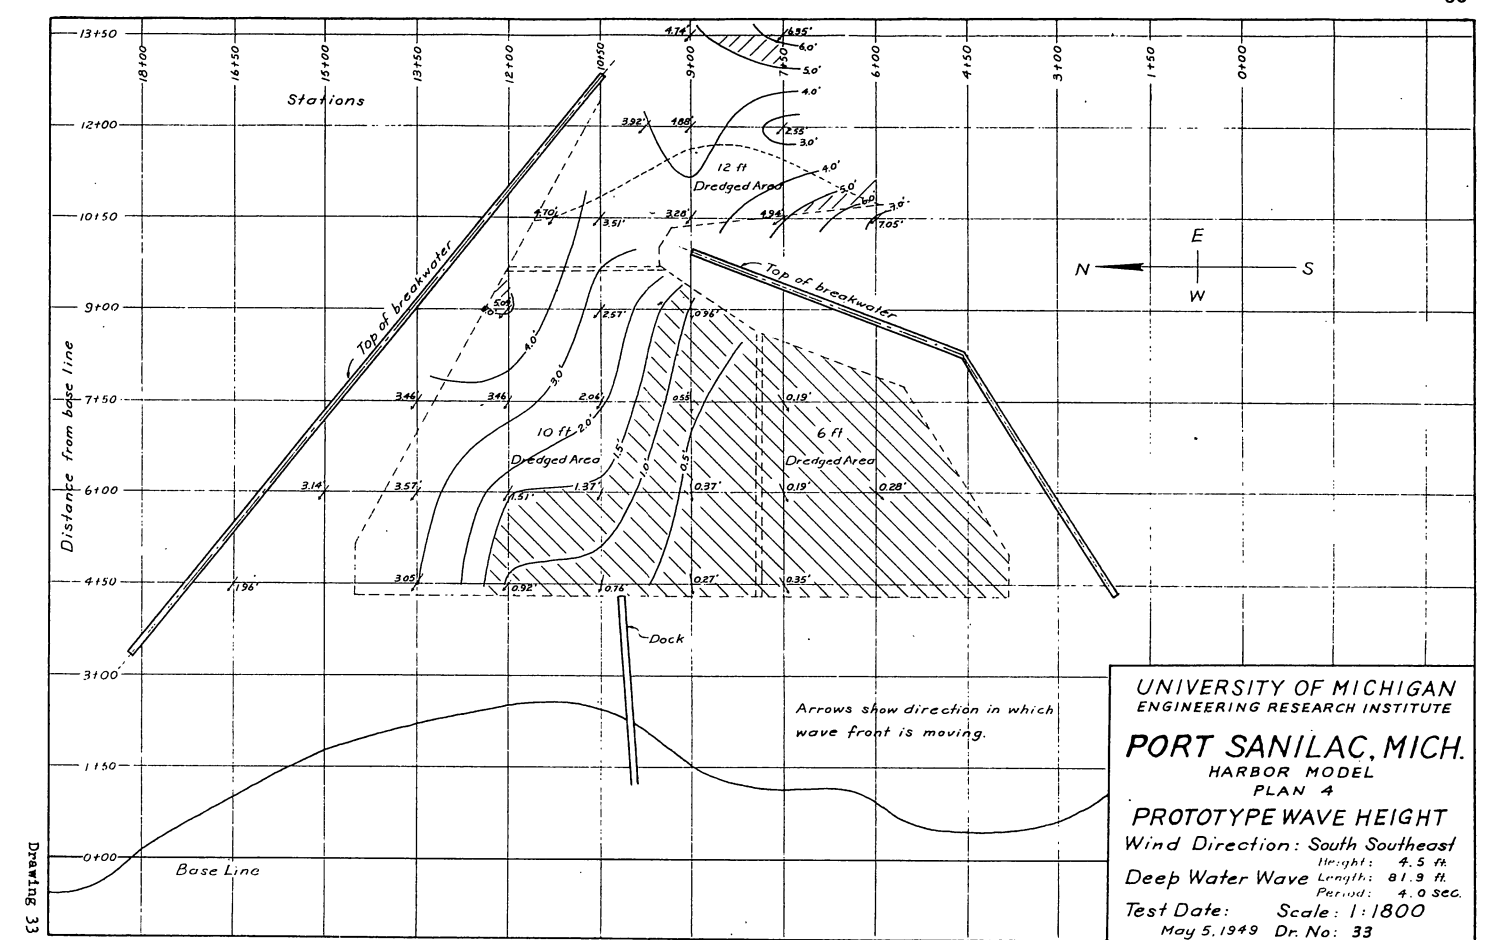 13+50
12+00
10+50
9+00
7+50
6+00
4+50
3+00
1+50
0+00
Distance from base line
18+00
16+50
15+00
13+50
12+00
10+50
9+00
7+50
6+00
4+50
3+00
1+50
0+00
Stations
4.74'
6.95'
6.0'
5.0'
4.0'
3.92'
4.88'
2.55'
3.0'
12 ft
Dredged Area
4.0'
5.0'
6.0'
7.0'
4.70'
3.51'
3.28'
4.94'
7.05'
Top of breakwater
Top of breakwater
E
N
S
W
2.57'
0.96'
4.0'
3.0'
3.46'
3.46'
2.06'
0.55'
0.19'
10 ft
Dredged Area
2.0'
1.5'
1.0'
0.5'
6 ft
Dredged Area
3.14'
3.57'
1.51'
1.37'
0.37'
0.19'
0.28'
1.96'
3.05'
0.92'
0.76'
0.27'
0.35'
Dock
Arrows show direction in which
wave front is moving.
Base Line
UNIVERSITY OF MICHIGAN
ENGINEERING RESEARCH INSTITUTE
PORT SANILAC, MICH.
HARBOR MODEL
PLAN 4
PROTOTYPE WAVE HEIGHT
Wind Direction: South Southeast
Deep Water Wave
Height: 4.5 ft.
Length: 81.9 ft.
Period: 4.0 sec.
Test Date: Scale: 1:1800
May 5, 1949 Dr. No: 33
Drawing 33